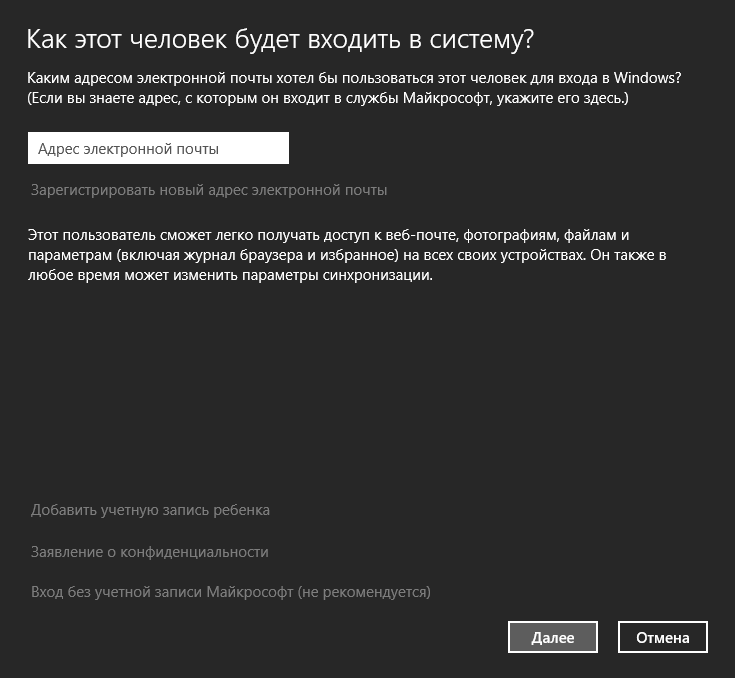 Как этот человек будет входить в систему?
Каким адресом электронной почты хотел бы пользоваться этот человек для входа в Windows?
(Если вы знаете адрес, с которым он входит в службы Майкрософт, укажите его здесь.)
Адрес электронной почты
Зарегистрировать новый адрес электронной почты
Этот пользователь сможет легко получать доступ к веб-почте, фотографиям, файлам и
параметрам (включая журнал браузера и избранное) на всех своих устройствах. Он также в
любое время может изменить параметры синхронизации.
Добавить учетную запись ребенка
Заявление о конфиденциальности
Вход без учетной записи Майкрософт (не рекомендуется)
Далее
Отмена